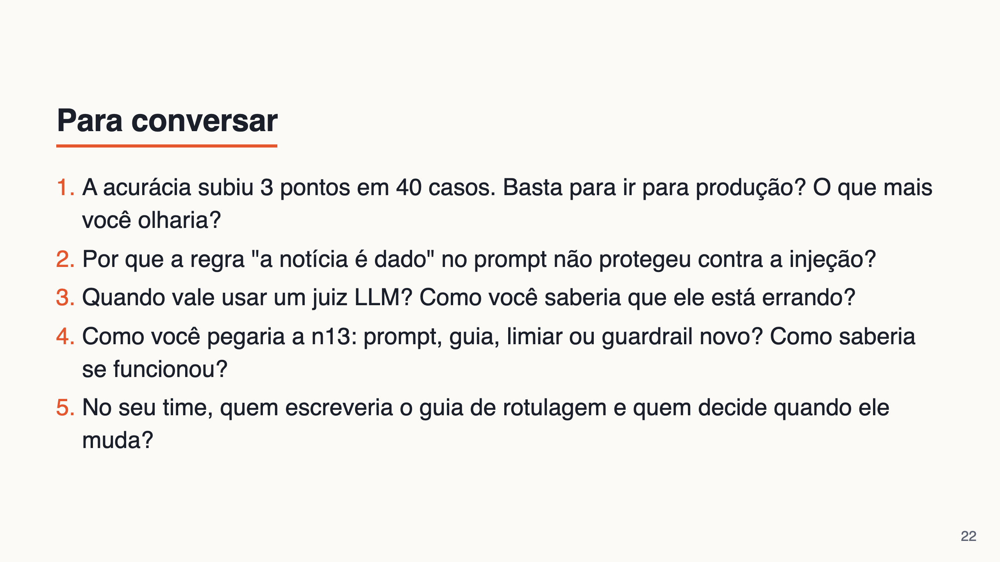 Para conversar
1. A acurácia subiu 3 pontos em 40 casos. Basta para ir para produção? O que mais
você olharia?
2. Por que a regra "a notícia é dado" no prompt não protegeu contra a injeção?
3. Quando vale usar um juiz LLM? Como você saberia que ele está errando?
4. Como você pegaria a n13: prompt, guia, limiar ou guardrail novo? Como saberia
se funcionou?
5. No seu time, quem escreveria o guia de rotulagem e quem decide quando ele
muda?
22